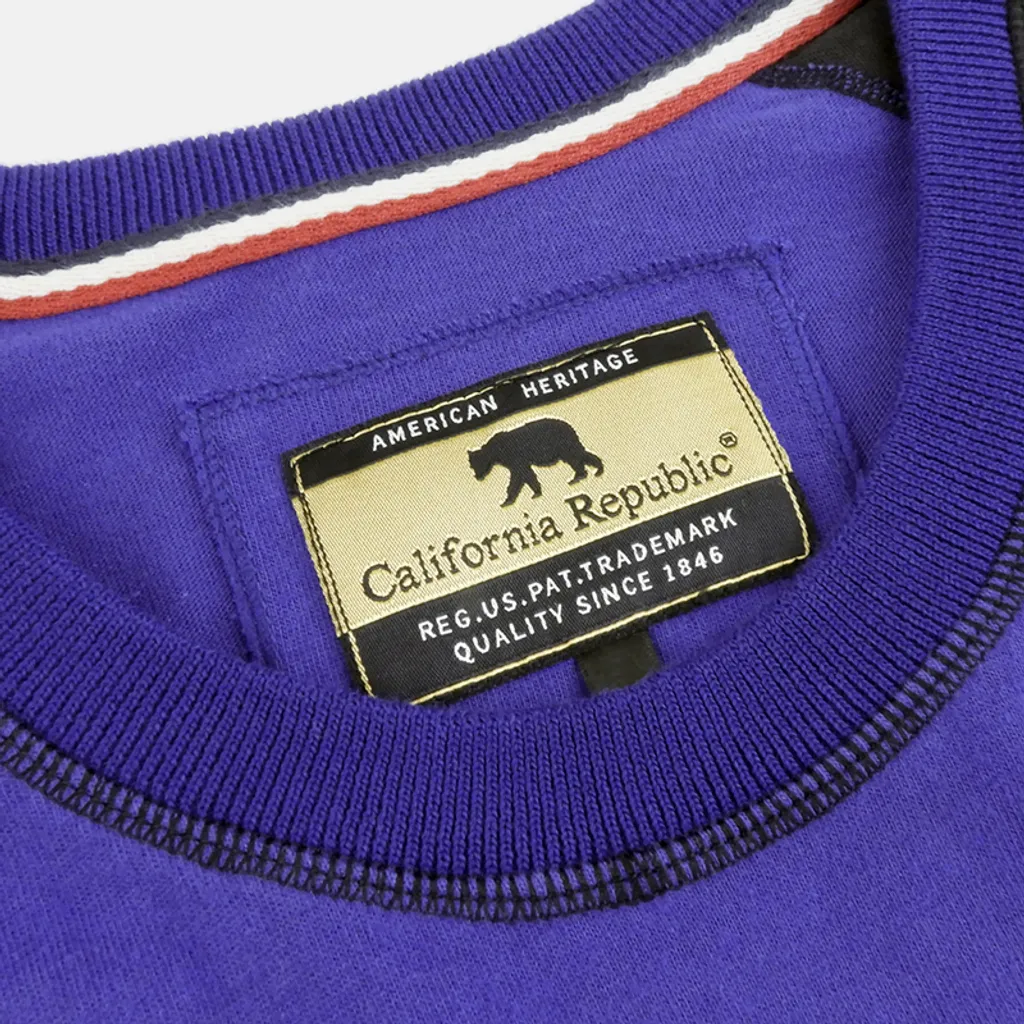 AMERICAN HERITAGE
California Republic®
REG.US.PAT.TRADEMARK
QUALITY SINCE 1846